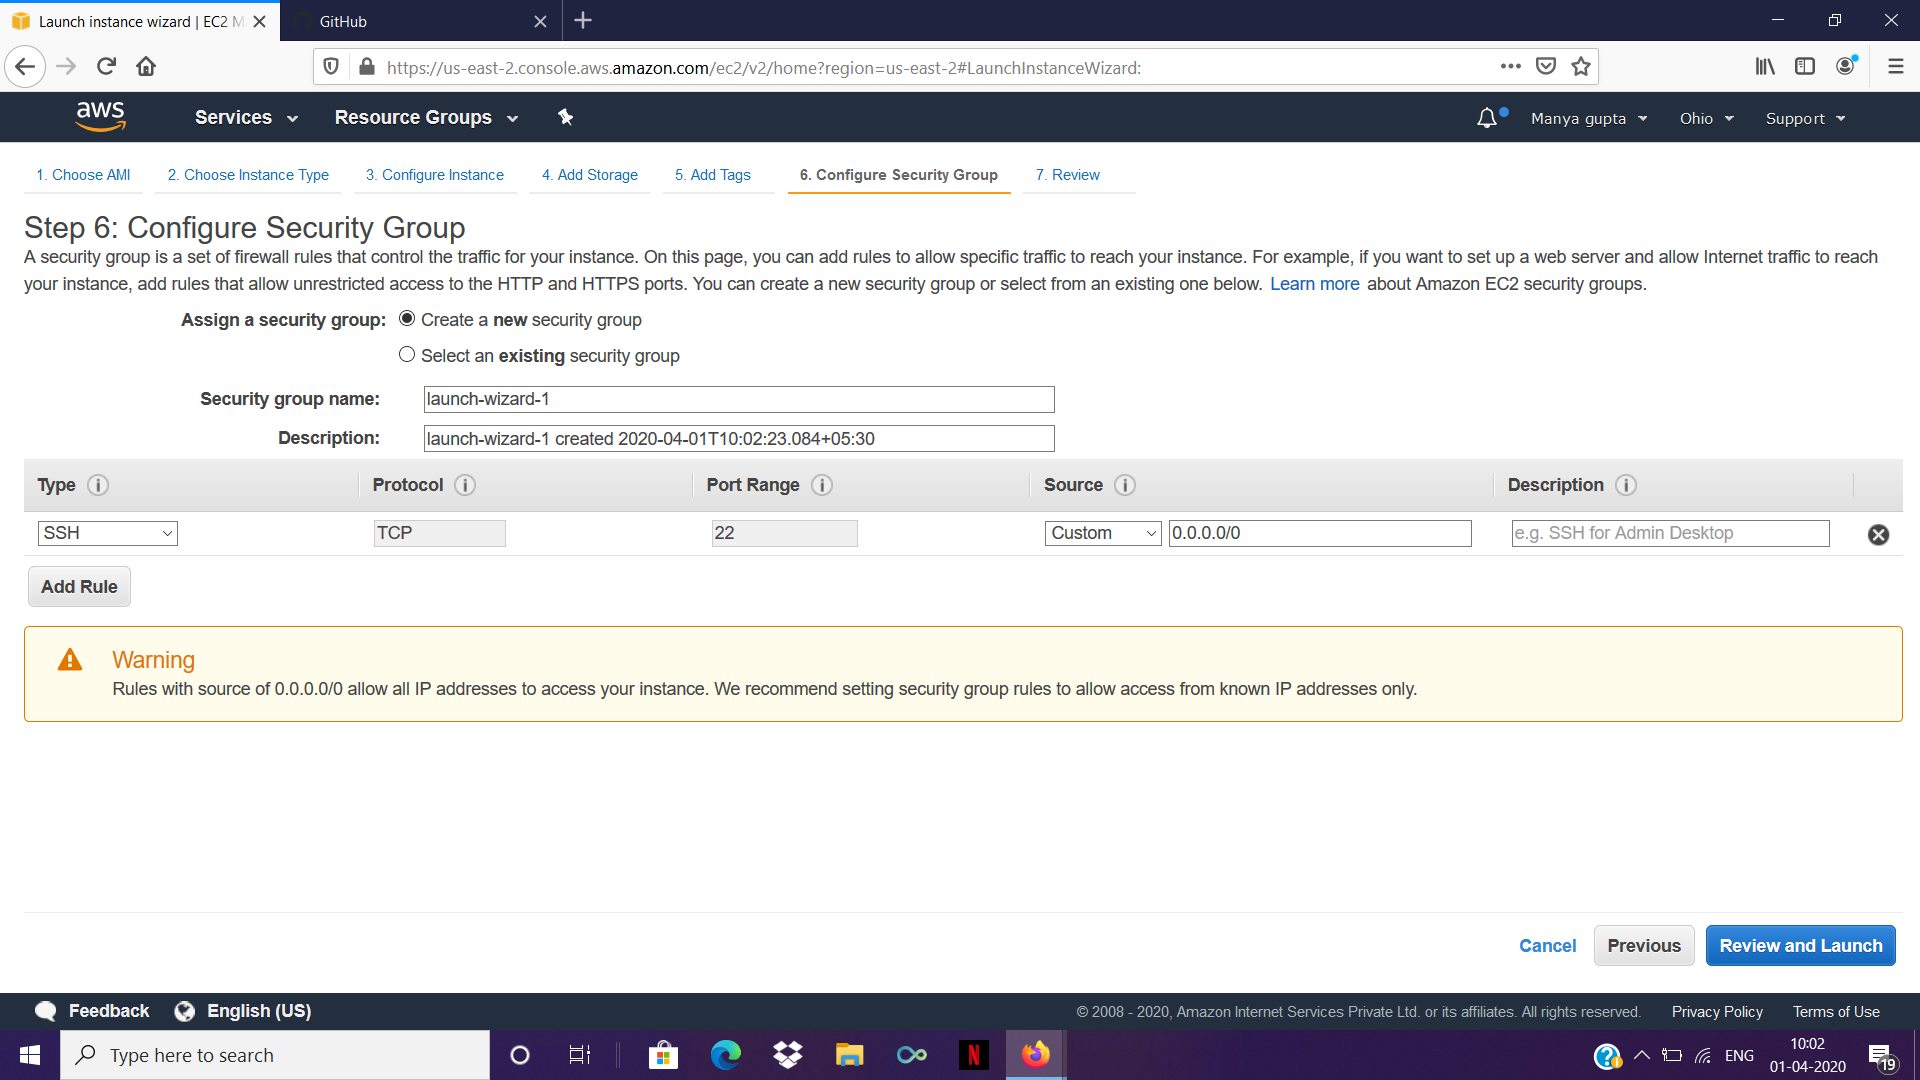 Launch instance wizard | EC2 M
GitHub
https://us-east-2.console.aws.amazon.com/ec2/v2/home?region=us-east-2#LaunchInstanceWizard:
aws
Services
Resource Groups
Manya gupta
Ohio
Support
1. Choose AMI
2. Choose Instance Type
3. Configure Instance
4. Add Storage
5. Add Tags
6. Configure Security Group
7. Review
Step 6: Configure Security Group
A security group is a set of firewall rules that control the traffic for your instance. On this page, you can add rules to allow specific traffic to reach your instance. For example, if you want to set up a web server and allow Internet traffic to reach
your instance, add rules that allow unrestricted access to the HTTP and HTTPS ports. You can create a new security group or select from an existing one below. Learn more about Amazon EC2 security groups.
Assign a security group:
Create a new security group
Select an existing security group
Security group name:
launch-wizard-1
Description:
launch-wizard-1 created 2020-04-01T10:02:23.084+05:30
Type
Protocol
Port Range
Source
Description
SSH
TCP
22
Custom
0.0.0.0/0
e.g. SSH for Admin Desktop
Add Rule
Warning
Rules with source of 0.0.0.0/0 allow all IP addresses to access your instance. We recommend setting security group rules to allow access from known IP addresses only.
Cancel
Previous
Review and Launch
Feedback
English (US)
© 2008 - 2020, Amazon Internet Services Private Ltd. or its affiliates. All rights reserved.
Privacy Policy
Terms of Use
Type here to search
N
ENG
10:02
01-04-2020
19